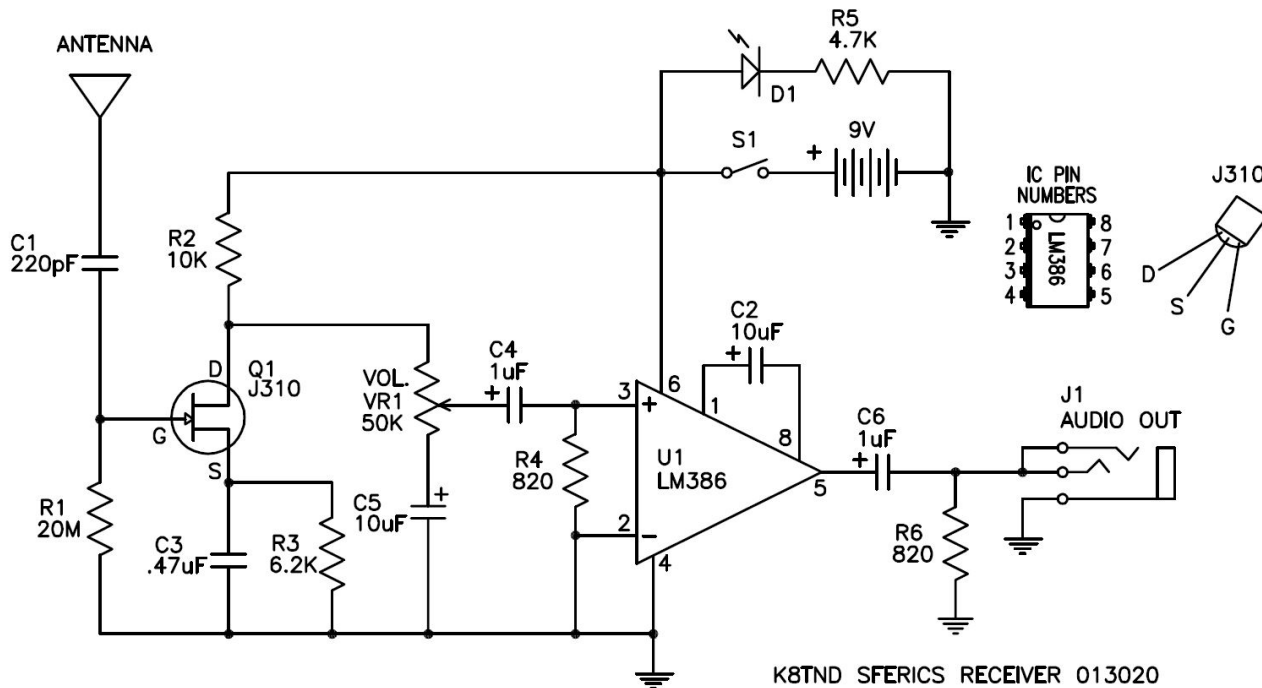 ANTENNA
R5
4.7K
D1
S1
+
9V
IC PIN
NUMBERS
1
2
3
4
LM386
8
7
6
5
J310
D
S
G
C1
220pF
R2
10K
D
Q1
J310
G
S
R1
20M
C3
.47uF
R3
6.2K
VOL.
VR1
50K
C5
+
10uF
C4
1uF
+
R4
820
3
+
6
1
C2
10uF
+
8
U1
LM386
2
−
4
5
C6
1uF
+
R6
820
J1
AUDIO OUT
K8TND SFERICS RECEIVER 013020